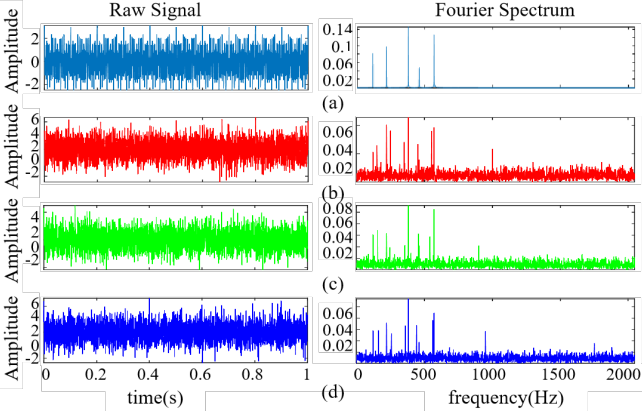 Raw Signal Fourier Spectrum
Amplitude 2 0 -2 0.14 0.10 0.06 0.02
(a)
Amplitude 6 4 2 0 -2 0.06 0.04 0.02
(b)
Amplitude 4 2 0 -2 0.08 0.06 0.04 0.02
(c)
Amplitude 6 4 2 0 -2 0.06 0.04 0.02
0 0.2 0.4 0.6 0.8 1 0 500 1000 1500 2000
time(s) (d) frequency(Hz)